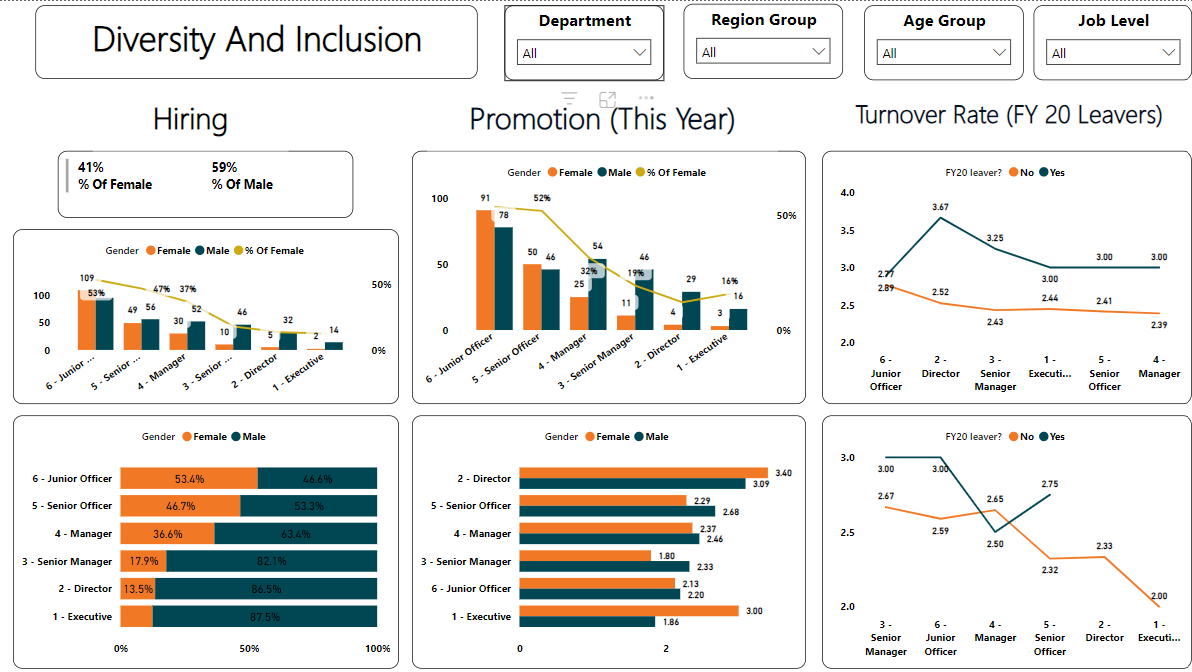 Diversity And Inclusion
Department
All
Region Group
All
Age Group
All
Job Level
All
Hiring
41%
% Of Female
59%
% Of Male
Gender Female Male % Of Female
109
53%
49
56
47%
30
37%
52
10
46
5
32
2
14
100
50
0
50%
0%
6 - Junior ...
5 - Senior ...
4 - Manager
3 - Senior ...
2 - Director
1 - Executive
Gender Female Male
6 - Junior Officer 53.4% 46.6%
5 - Senior Officer 46.7% 53.3%
4 - Manager 36.6% 63.4%
3 - Senior Manager 17.9% 82.1%
2 - Director 13.5% 86.5%
1 - Executive 87.5%
0% 50% 100%
Promotion (This Year)
Gender Female Male % Of Female
91
78
52%
50
46
32%
25
54
19%
11
46
4
29
16%
3
16
100
50
0
50%
0%
6 - Junior Officer
5 - Senior Officer
4 - Manager
3 - Senior Manager
2 - Director
1 - Executive
Gender Female Male
2 - Director 3.40
3.09
5 - Senior Officer 2.29
2.68
4 - Manager 2.37
2.46
3 - Senior Manager 1.80
2.33
6 - Junior Officer 2.13
2.20
1 - Executive 3.00
1.86
0 2
Turnover Rate (FY 20 Leavers)
FY20 leaver? No Yes
4.0
3.5
3.0
2.5
2.0
2.77
2.89
3.67
3.25
3.00
3.00
3.00
2.52
2.43
2.44
2.41
2.39
6 -
Junior
Officer
2 -
Director
3 -
Senior
Manager
1 -
Executi...
5 -
Senior
Officer
4 -
Manager
FY20 leaver? No Yes
3.0
2.5
2.0
3.00
3.00
2.50
2.75
2.67
2.59
2.65
2.32
2.33
2.00
3 -
Senior
Manager
6 -
Junior
Officer
4 -
Manager
5 -
Senior
Officer
2 -
Director
1 -
Executi...